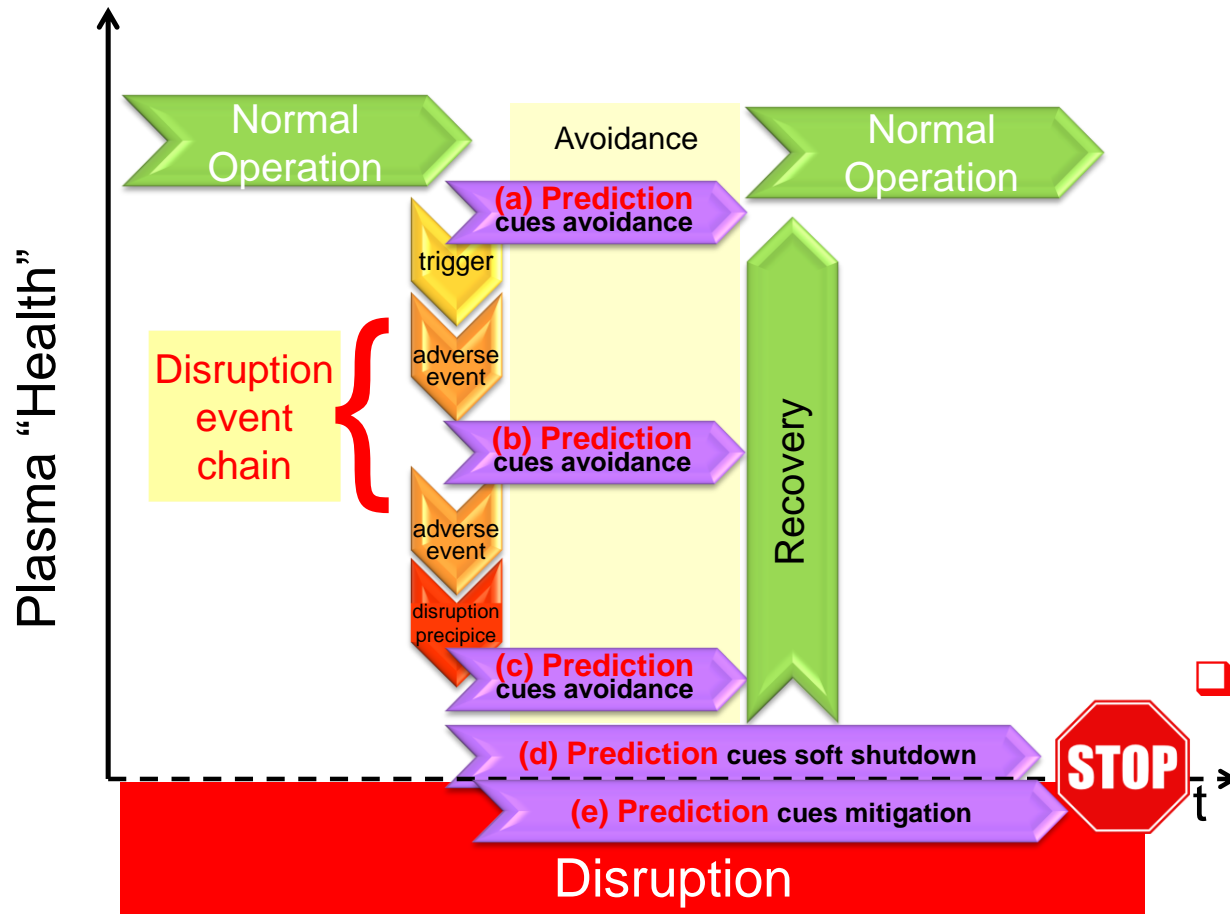 Plasma “Health”
Normal
Operation
Avoidance
Normal
Operation
(a) Prediction
cues avoidance
trigger
adverse
event
Disruption
event
chain
{
(b) Prediction
cues avoidance
adverse
event
disruption
precipice
(c) Prediction
cues avoidance
Recovery
(d) Prediction cues soft shutdown
STOP
t
(e) Prediction cues mitigation
Disruption